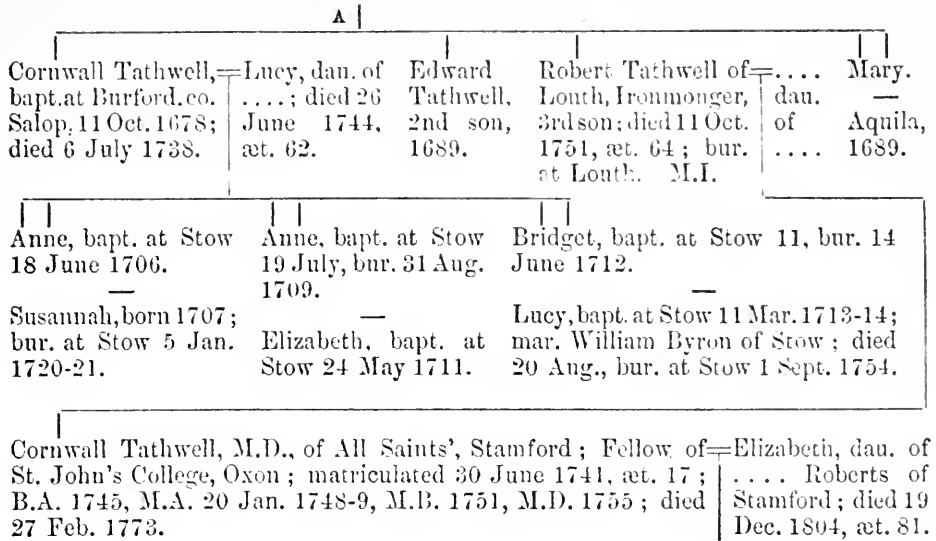 A
Cornwall Tathwell,
bapt. at Burford, co.
Salop, 11 Oct. 1678;
died 6 July 1738.
Lucy, dau. of
....; died 26
June 1744,
æt. 62.
Edward
Tathwell,
2nd son,
1689.
Robert Tathwell of
Louth, Ironmonger,
3rd son; died 11 Oct.
1751, æt. 64; bur.
at Louth. M.I.
....
dau.
of
....
Mary.
—
Aquila,
1689.
Anne, bapt. at Stow
18 June 1706.
—
Susannah, born 1707;
bur. at Stow 5 Jan.
1720-21.
Anne, bapt. at Stow
19 July, bur. 31 Aug.
1709.
—
Elizabeth, bapt. at
Stow 24 May 1711.
Bridget, bapt. at Stow 11, bur. 14
June 1712.
—
Lucy, bapt. at Stow 11 Mar. 1713-14;
mar. William Byron of Stow; died
20 Aug., bur. at Stow 1 Sept. 1754.
Cornwall Tathwell, M.D., of All Saints', Stamford; Fellow of
St. John's College, Oxon; matriculated 30 June 1741, æt. 17;
B.A. 1745, M.A. 20 Jan. 1748-9, M.B. 1751, M.D. 1755; died
27 Feb. 1773.
Elizabeth, dau. of
.... Roberts of
Stamford; died 19
Dec. 1804, æt. 81.